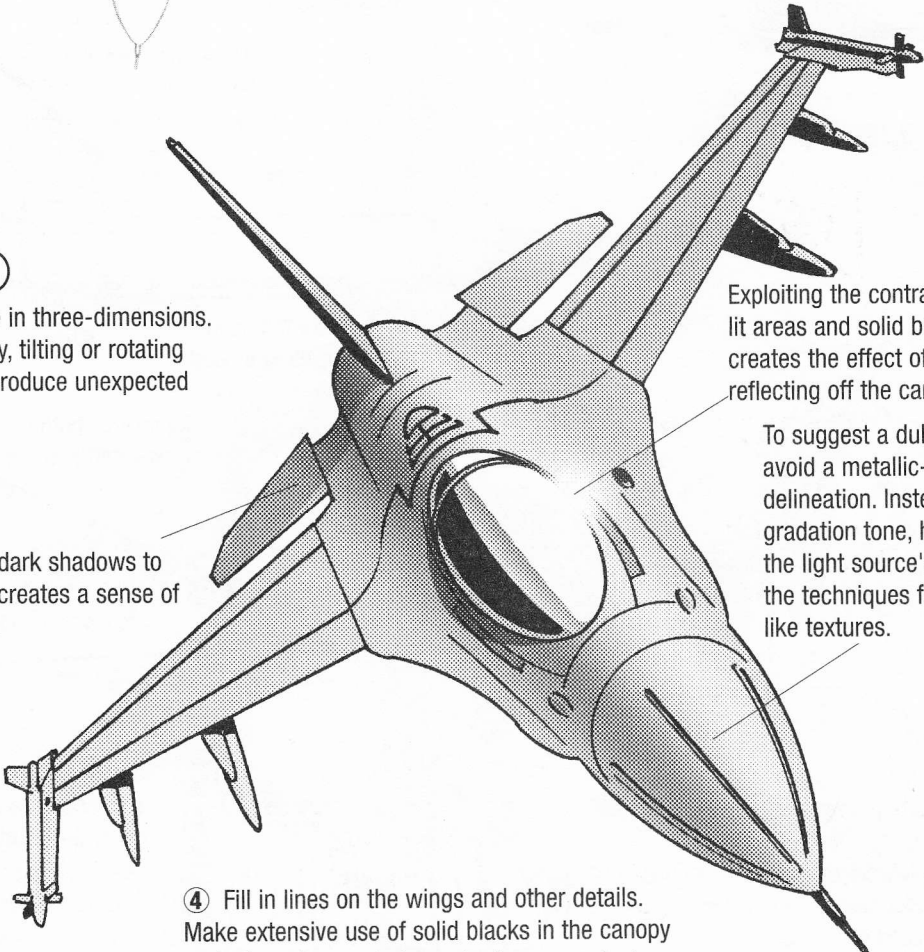 in three-dimensions.
y, tilting or rotating
roduce unexpected
dark shadows to
creates a sense of
Exploiting the contra
lit areas and solid b
creates the effect of
reflecting off the ca
To suggest a du
avoid a metallic-
delineation. Inste
gradation tone, h
the light source'
the techniques f
like textures.
④ Fill in lines on the wings and other details.
Make extensive use of solid blacks in the canopy